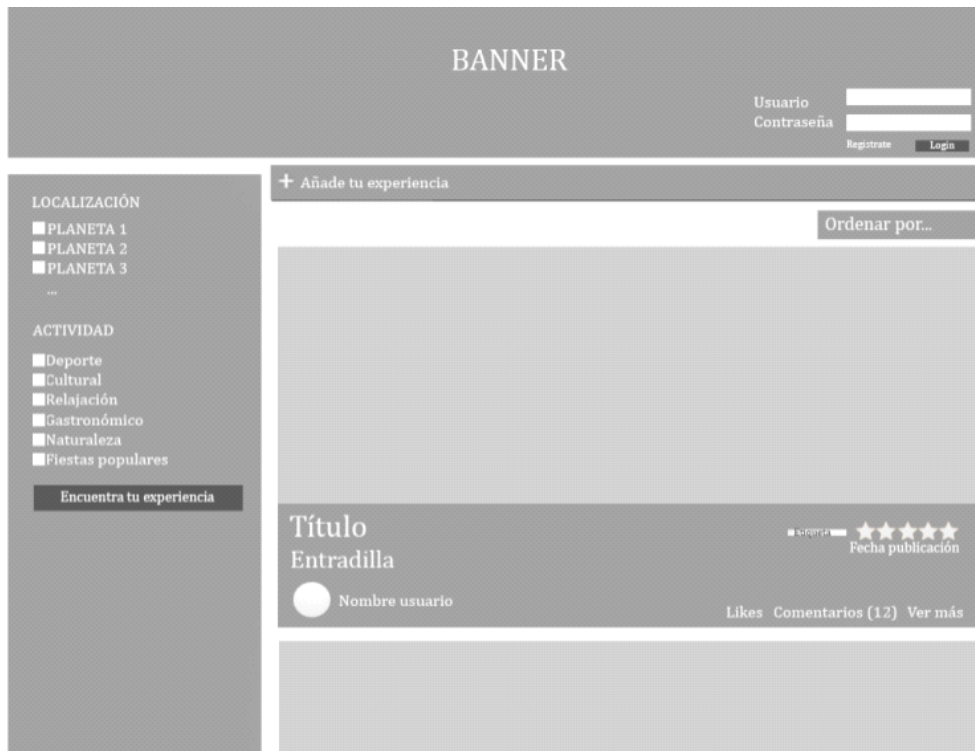 BANNER
Usuario
Contraseña
Registrate
Login
LOCALIZACIÓN
PLANETA 1
PLANETA 2
PLANETA 3
...
ACTIVIDAD
Deporte
Cultural
Relajación
Gastronómico
Naturaleza
Fiestas populares
Encuentra tu experiencia
+ Añade tu experiencia
Ordenar por...
Título
Entradilla
Etiqueta
Fecha publicación
Nombre usuario
Likes Comentarios (12) Ver más